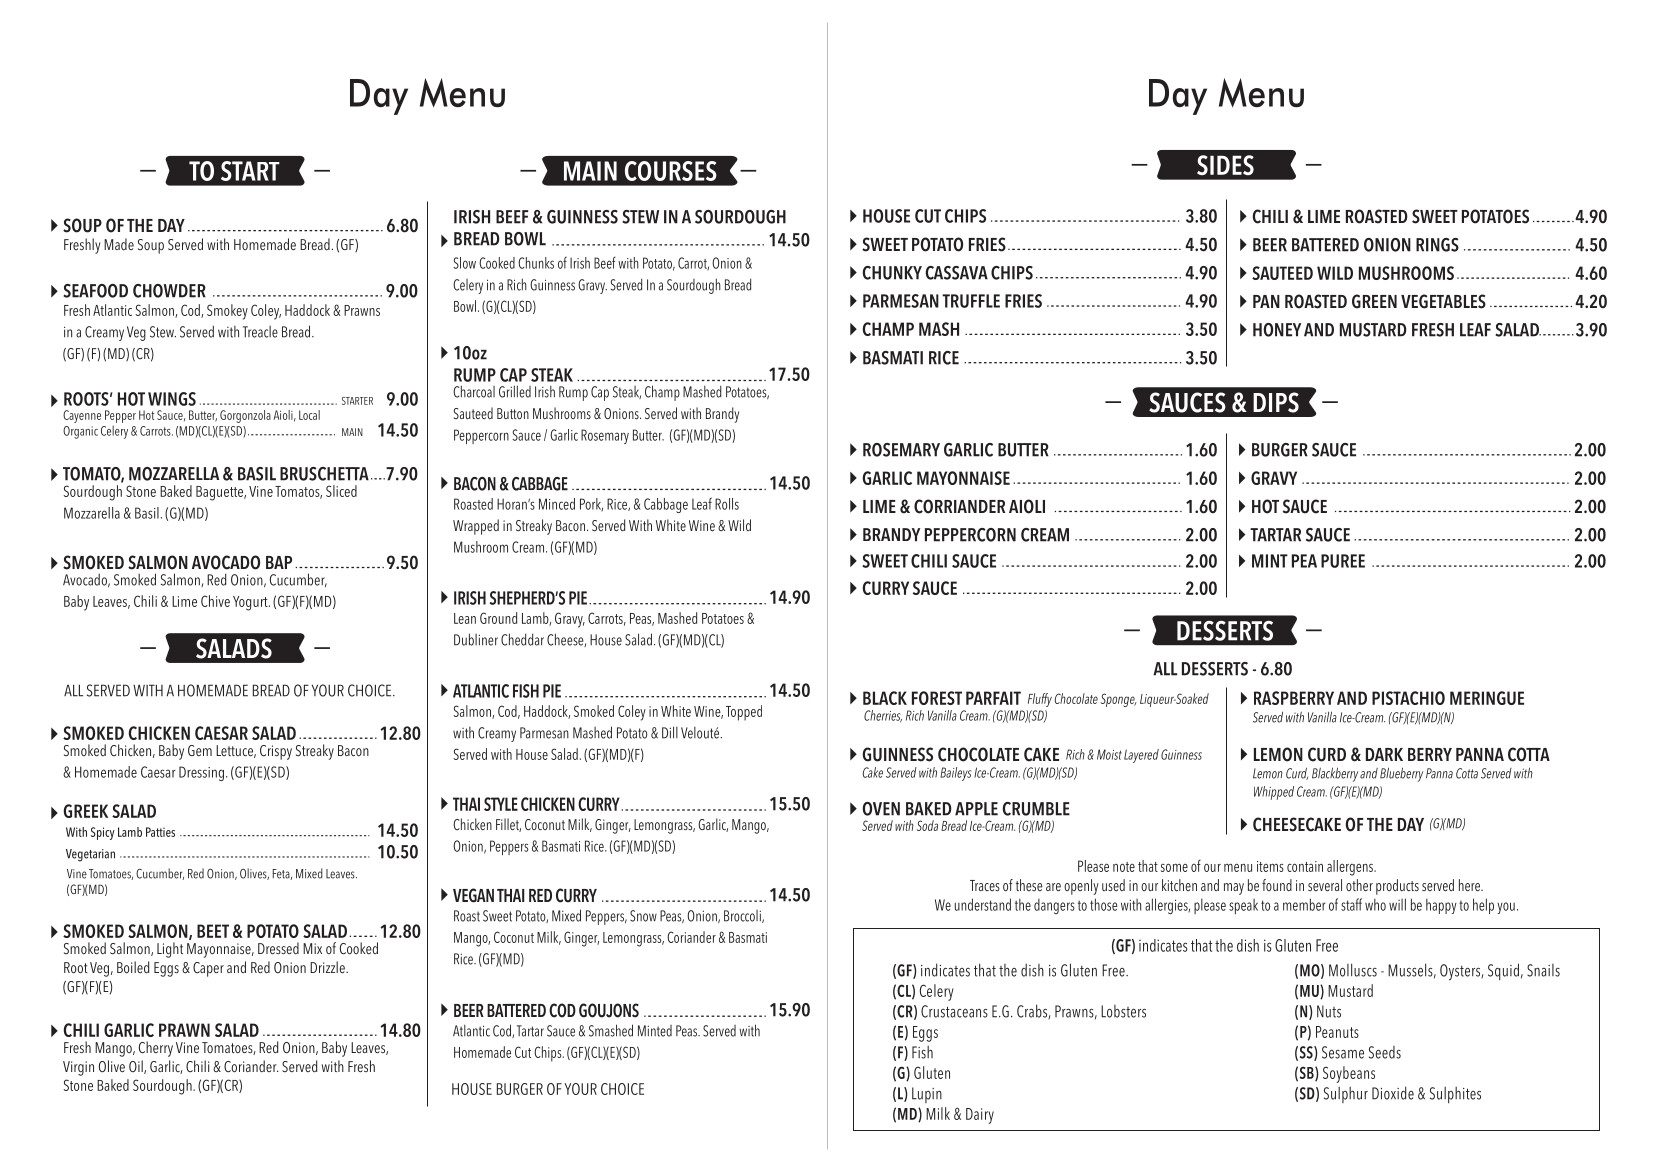 Day Menu
TO START
SOUP OF THE DAY 6.80
Freshly Made Soup Served with Homemade Bread. (GF)
SEAFOOD CHOWDER 9.00
Fresh Atlantic Salmon, Cod, Smokey Coley, Haddock & Prawns
in a Creamy Veg Stew. Served with Treacle Bread.
(GF) (F) (MD) (CR)
ROOTS’ HOT WINGS STARTER 9.00
Cayenne Pepper Hot Sauce, Butter, Gorgonzola Aioli, Local
Organic Celery & Carrots. (MD)(CL)(E)(SD) MAIN 14.50
TOMATO, MOZZARELLA & BASIL BRUSCHETTA 7.90
Sourdough Stone Baked Baguette, Vine Tomatos, Sliced
Mozzarella & Basil. (G)(MD)
SMOKED SALMON AVOCADO BAP 9.50
Avocado, Smoked Salmon, Red Onion, Cucumber,
Baby Leaves, Chili & Lime Chive Yogurt. (GF)(F)(MD)
SALADS
ALL SERVED WITH A HOMEMADE BREAD OF YOUR CHOICE.
SMOKED CHICKEN CAESAR SALAD 12.80
Smoked Chicken, Baby Gem Lettuce, Crispy Streaky Bacon
& Homemade Caesar Dressing. (GF)(E)(SD)
GREEK SALAD
With Spicy Lamb Patties 14.50
Vegetarian 10.50
Vine Tomatoes, Cucumber, Red Onion, Olives, Feta, Mixed Leaves.
(GF)(MD)
SMOKED SALMON, BEET & POTATO SALAD 12.80
Smoked Salmon, Light Mayonnaise, Dressed Mix of Cooked
Root Veg, Boiled Eggs & Caper and Red Onion Drizzle.
(GF)(F)(E)
CHILI GARLIC PRAWN SALAD 14.80
Fresh Mango, Cherry Vine Tomatoes, Red Onion, Baby Leaves,
Virgin Olive Oil, Garlic, Chili & Coriander. Served with Fresh
Stone Baked Sourdough. (GF)(CR)
MAIN COURSES
IRISH BEEF & GUINNESS STEW IN A SOURDOUGH
BREAD BOWL 14.50
Slow Cooked Chunks of Irish Beef with Potato, Carrot, Onion &
Celery in a Rich Guinness Gravy. Served In a Sourdough Bread
Bowl. (G)(CL)(SD)
10oz
RUMP CAP STEAK 17.50
Charcoal Grilled Irish Rump Cap Steak, Champ Mashed Potatoes,
Sauteed Button Mushrooms & Onions. Served with Brandy
Peppercorn Sauce / Garlic Rosemary Butter. (GF)(MD)(SD)
BACON & CABBAGE 14.50
Roasted Horan’s Minced Pork, Rice, & Cabbage Leaf Rolls
Wrapped in Streaky Bacon. Served With White Wine & Wild
Mushroom Cream. (GF)(MD)
IRISH SHEPHERD’S PIE 14.90
Lean Ground Lamb, Gravy, Carrots, Peas, Mashed Potatoes &
Dubliner Cheddar Cheese, House Salad. (GF)(MD)(CL)
ATLANTIC FISH PIE 14.50
Salmon, Cod, Haddock, Smoked Coley in White Wine, Topped
with Creamy Parmesan Mashed Potato & Dill Velouté.
Served with House Salad. (GF)(MD)(F)
THAI STYLE CHICKEN CURRY 15.50
Chicken Fillet, Coconut Milk, Ginger, Lemongrass, Garlic, Mango,
Onion, Peppers & Basmati Rice. (GF)(MD)(SD)
VEGAN THAI RED CURRY 14.50
Roast Sweet Potato, Mixed Peppers, Snow Peas, Onion, Broccoli,
Mango, Coconut Milk, Ginger, Lemongrass, Coriander & Basmati
Rice. (GF)(MD)
BEER BATTERED COD GOUJONS 15.90
Atlantic Cod, Tartar Sauce & Smashed Minted Peas. Served with
Homemade Cut Chips. (GF)(CL)(E)(SD)
HOUSE BURGER OF YOUR CHOICE
Day Menu
SIDES
HOUSE CUT CHIPS 3.80
SWEET POTATO FRIES 4.50
CHUNKY CASSAVA CHIPS 4.90
PARMESAN TRUFFLE FRIES 4.90
CHAMP MASH 3.50
BASMATI RICE 3.50
CHILI & LIME ROASTED SWEET POTATOES 4.90
BEER BATTERED ONION RINGS 4.50
SAUTEED WILD MUSHROOMS 4.60
PAN ROASTED GREEN VEGETABLES 4.20
HONEY AND MUSTARD FRESH LEAF SALAD 3.90
SAUCES & DIPS
ROSEMARY GARLIC BUTTER 1.60
GARLIC MAYONNAISE 1.60
LIME & CORRIANDER AIOLI 1.60
BRANDY PEPPERCORN CREAM 2.00
SWEET CHILI SAUCE 2.00
CURRY SAUCE 2.00
BURGER SAUCE 2.00
GRAVY 2.00
HOT SAUCE 2.00
TARTAR SAUCE 2.00
MINT PEA PUREE 2.00
DESSERTS
ALL DESSERTS - 6.80
BLACK FOREST PARFAIT Fluffy Chocolate Sponge, Liqueur-Soaked
Cherries, Rich Vanilla Cream. (G)(MD)(SD)
GUINNESS CHOCOLATE CAKE Rich & Moist Layered Guinness
Cake Served with Baileys Ice-Cream. (G)(MD)(SD)
OVEN BAKED APPLE CRUMBLE
Served with Soda Bread Ice-Cream. (G)(MD)
RASPBERRY AND PISTACHIO MERINGUE
Served with Vanilla Ice-Cream. (GF)(E)(MD)(N)
LEMON CURD & DARK BERRY PANNA COTTA
Lemon Curd, Blackberry and Blueberry Panna Cotta Served with
Whipped Cream. (GF)(E)(MD)
CHEESECAKE OF THE DAY (G)(MD)
Please note that some of our menu items contain allergens.
Traces of these are openly used in our kitchen and may be found in several other products served here.
We understand the dangers to those with allergies, please speak to a member of staff who will be happy to help you.
(GF) indicates that the dish is Gluten Free
(GF) indicates that the dish is Gluten Free.
(CL) Celery
(CR) Crustaceans E.G. Crabs, Prawns, Lobsters
(E) Eggs
(F) Fish
(G) Gluten
(L) Lupin
(MD) Milk & Dairy
(MO) Molluscs - Mussels, Oysters, Squid, Snails
(MU) Mustard
(N) Nuts
(P) Peanuts
(SS) Sesame Seeds
(SB) Soybeans
(SD) Sulphur Dioxide & Sulphites